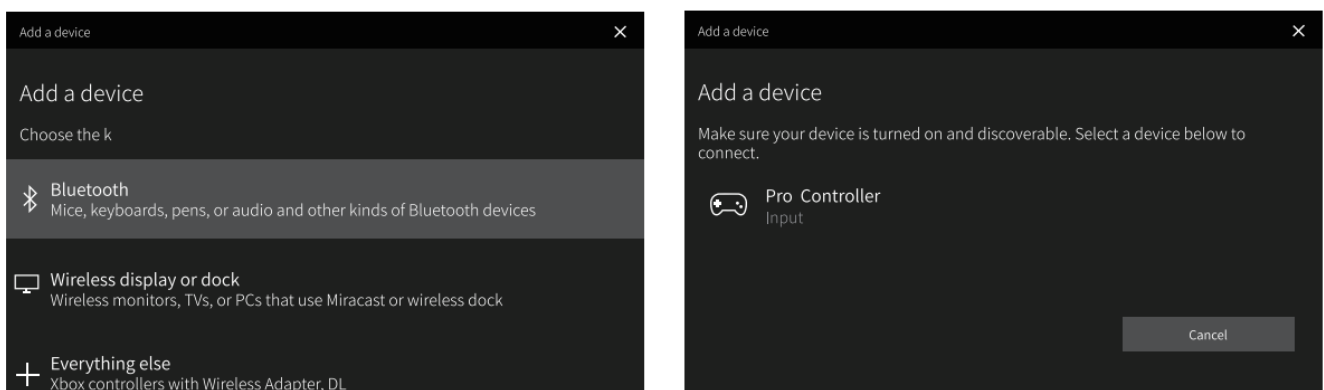 Add a device
Add a device
Choose the k
Bluetooth
Mice, keyboards, pens, or audio and other kinds of Bluetooth devices
Wireless display or dock
Wireless monitors, TVs, or PCs that use Miracast or wireless dock
Everything else
Xbox controllers with Wireless Adapter, DL
Add a device
Add a device
Make sure your device is turned on and discoverable. Select a device below to
connect.
Pro Controller
Input
Cancel